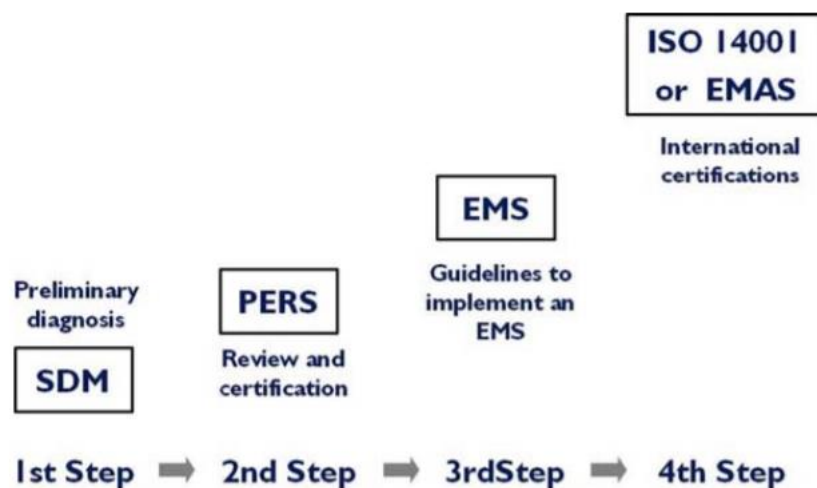 ISO 14001
or EMAS
International
certifications
EMS
Guidelines to
implement an
EMS
Preliminary
diagnosis
PERS
Review and
certification
SDM
1st Step
2nd Step
3rdStep
4th Step